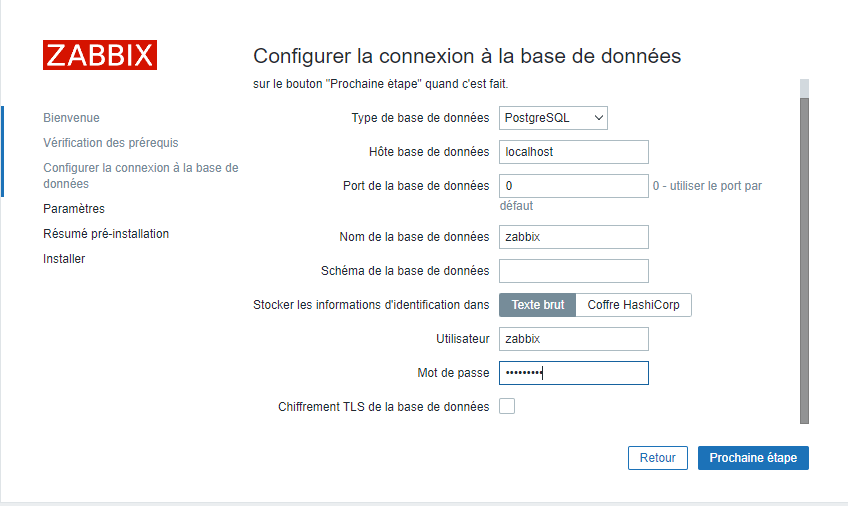 ZABBIX
Configurer la connexion à la base de données
sur le bouton "Prochaine étape" quand c'est fait.
Bienvenue
Vérification des prérequis
Configurer la connexion à la base de
données
Paramètres
Résumé pré-installation
Installer
Type de base de données PostgreSQL
Hôte base de données localhost
Port de la base de données 0 0 - utiliser le port par
défaut
Nom de la base de données zabbix
Schéma de la base de données
Stocker les informations d'identification dans Texte brut Coffre HashiCorp
Utilisateur zabbix
Mot de passe •••••••••
Chiffrement TLS de la base de données
Retour Prochaine étape